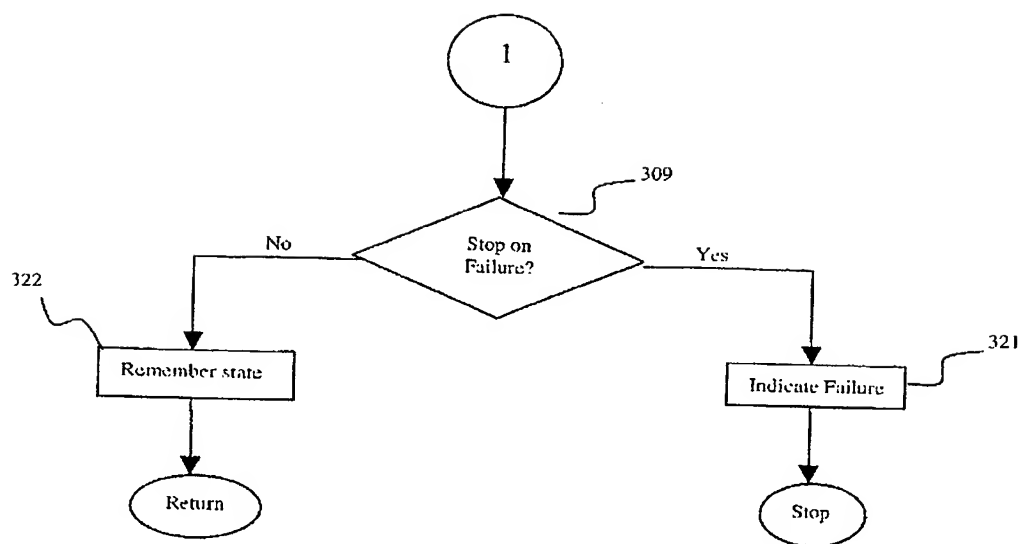 1
309
Stop on
Failure?
No
Yes
322
321
Remember state
Indicate Failure
Return
Stop